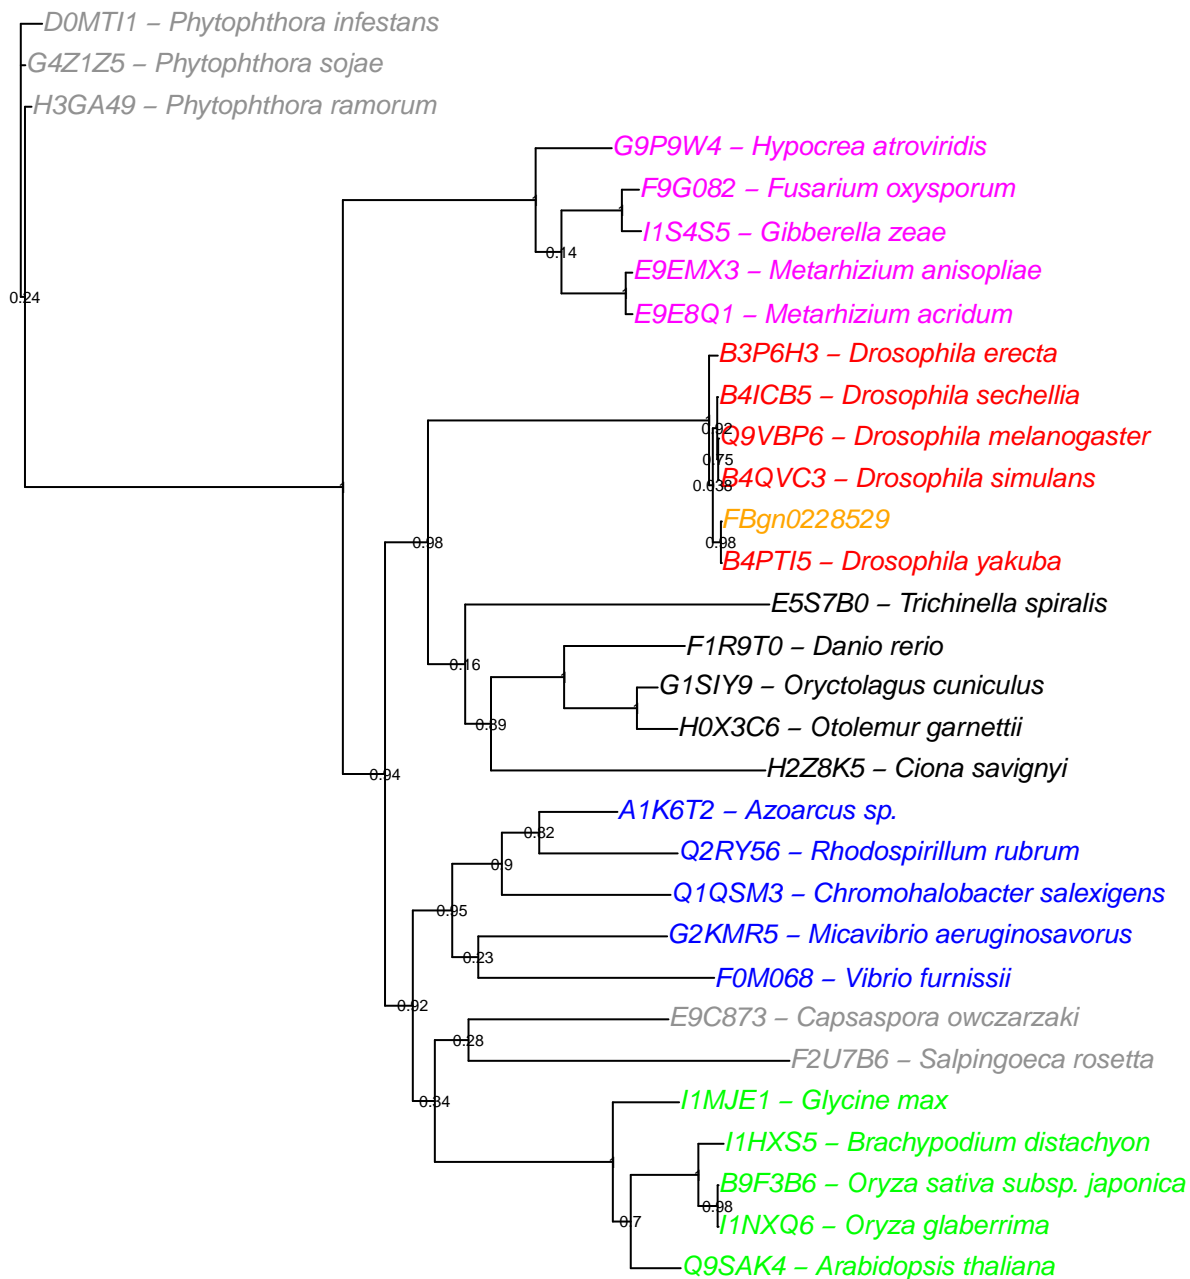 D0MTI1 – Phytophthora infestans
G4Z1Z5 – Phytophthora sojae
H3GA49 – Phytophthora ramorum
G9P9W4 – Hypocrea atroviridis
F9G082 – Fusarium oxysporum
I1S4S5 – Gibberella zeae
0.14
E9EMX3 – Metarhizium anisopliae
0.24
E9E8Q1 – Metarhizium acridum
B3P6H3 – Drosophila erecta
B4ICB5 – Drosophila sechellia
0.92
Q9VBP6 – Drosophila melanogaster
0.75
B4QVC3 – Drosophila simulans
0.038
1
FBgn0228529
0.98
0.98
B4PTI5 – Drosophila yakuba
E5S7B0 – Trichinella spiralis
F1R9T0 – Danio rerio
0.16
G1SIY9 – Oryctolagus cuniculus
H0X3C6 – Otolemur garnettii
0.39
H2Z8K5 – Ciona savignyi
0.94
A1K6T2 – Azoarcus sp.
0.82
Q2RY56 – Rhodospirillum rubrum
0.9
Q1QSM3 – Chromohalobacter salexigens
0.95
G2KMR5 – Micavibrio aeruginosavorus
0.23
F0M068 – Vibrio furnissii
0.92
E9C873 – Capsaspora owczarzaki
0.28
F2U7B6 – Salpingoeca rosetta
0.34
I1MJE1 – Glycine max
I1HXS5 – Brachypodium distachyon
B9F3B6 – Oryza sativa subsp. japonica
0.98
0.7
I1NXQ6 – Oryza glaberrima
Q9SAK4 – Arabidopsis thaliana